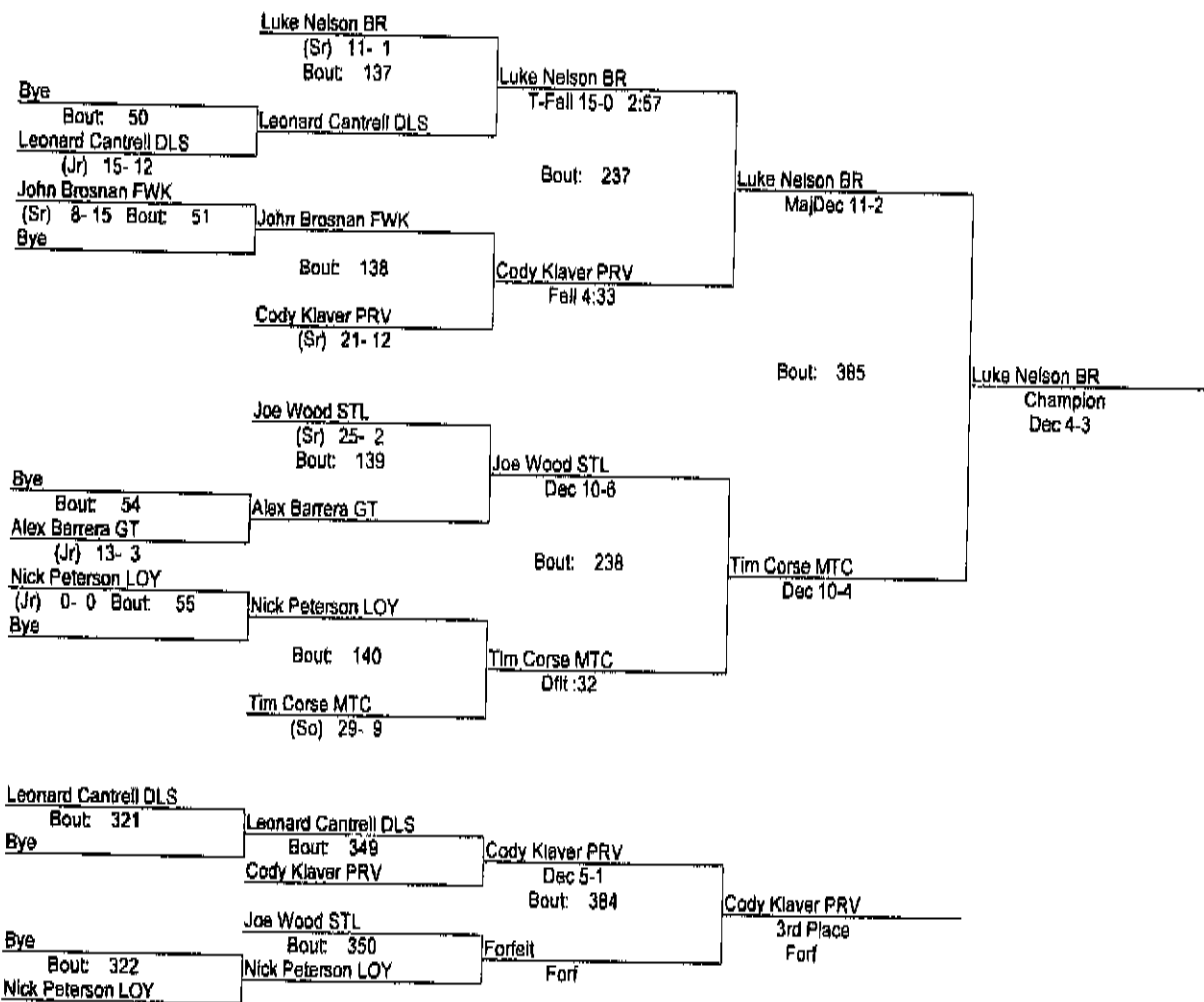 Luke Nelson BR
(Sr) 11- 1
Bout: 137
Luke Nelson BR
T-Fall 15-0 2:57
Bye
Bout: 50
Leonard Cantrell DLS
Leonard Cantrell DLS
(Jr) 15- 12
Bout: 237
Luke Nelson BR
MajDec 11-2
John Brosnan FWK
(Sr) 8- 15 Bout: 51
John Brosnan FWK
Bye
Bout: 138
Cody Klaver PRV
Fall 4:33
Cody Klaver PRV
(Sr) 21- 12
Bout: 385
Luke Nelson BR
Champion
Dec 4-3
Joe Wood STL
(Sr) 25- 2
Bout: 139
Joe Wood STL
Dec 10-6
Bye
Bout: 54
Alex Barrera GT
Alex Barrera GT
(Jr) 13- 3
Bout: 238
Tim Corse MTC
Dec 10-4
Nick Peterson LOY
(Jr) 0- 0 Bout: 55
Nick Peterson LOY
Bye
Bout: 140
Tim Corse MTC
Dflt :32
Tim Corse MTC
(So) 29- 9
Leonard Cantrell DLS
Bout: 321
Bye
Leonard Cantrell DLS
Bout: 349
Cody Klaver PRV
Cody Klaver PRV
Dec 5-1
Bout: 384
Cody Klaver PRV
3rd Place
Forf
Joe Wood STL
Bout: 350
Nick Peterson LOY
Forfeit
Forf
Bye
Bout: 322
Nick Peterson LOY